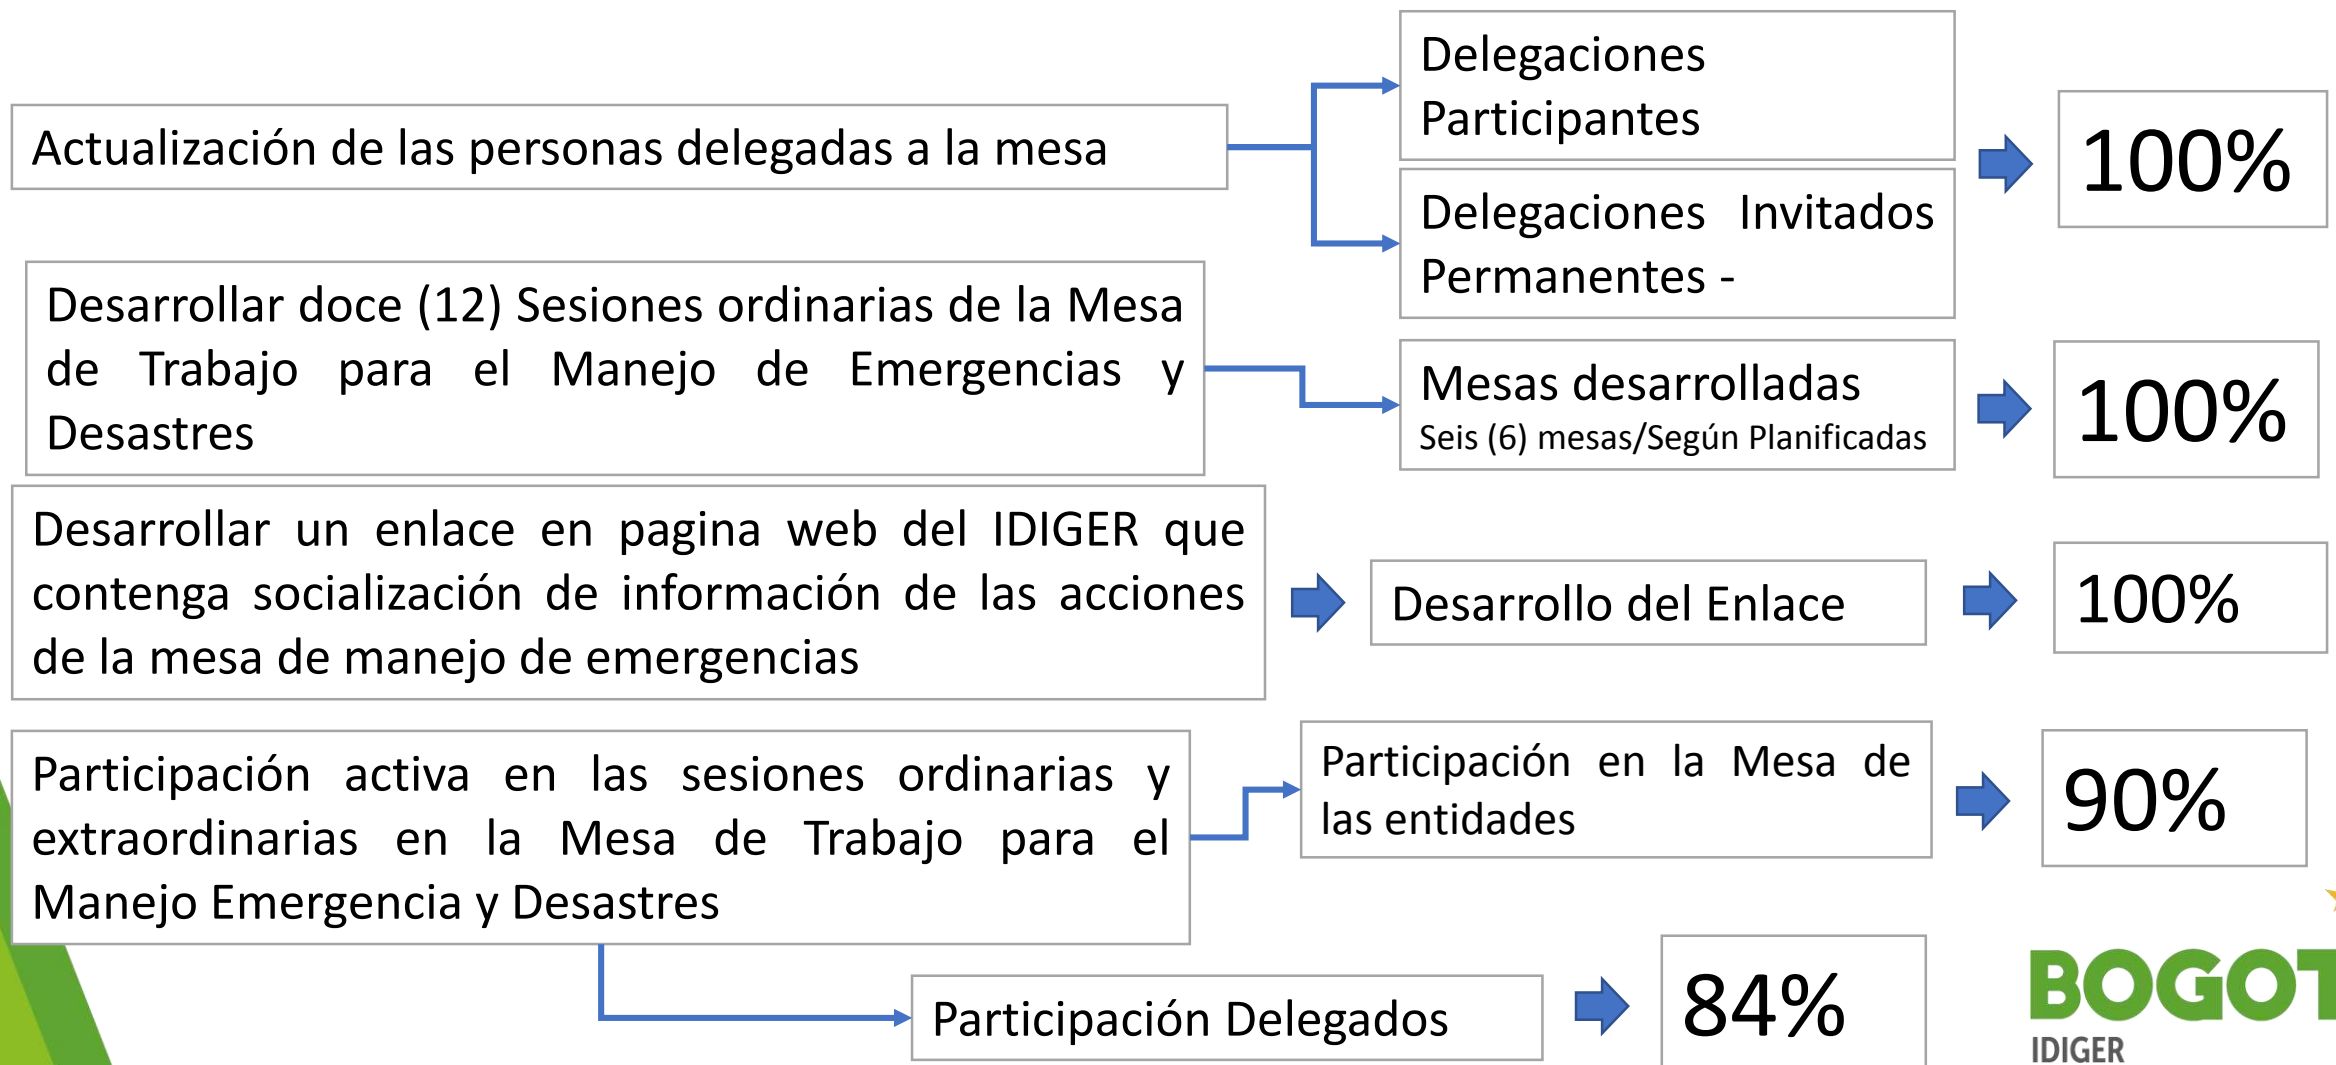 Actualización de las personas delegadas a la mesa
Delegaciones
Participantes
Delegaciones Invitados
Permanentes -
100%
Desarrollar doce (12) Sesiones ordinarias de la Mesa
de Trabajo para el Manejo de Emergencias y
Desastres
Mesas desarrolladas
Seis (6) mesas/Según Planificadas
100%
Desarrollar un enlace en pagina web del IDIGER que
contenga socialización de información de las acciones
de la mesa de manejo de emergencias
Desarrollo del Enlace
100%
Participación activa en las sesiones ordinarias y
extraordinarias en la Mesa de Trabajo para el
Manejo Emergencia y Desastres
Participación en la Mesa de
las entidades
90%
Participación Delegados
84%
BOGOT
IDIGER